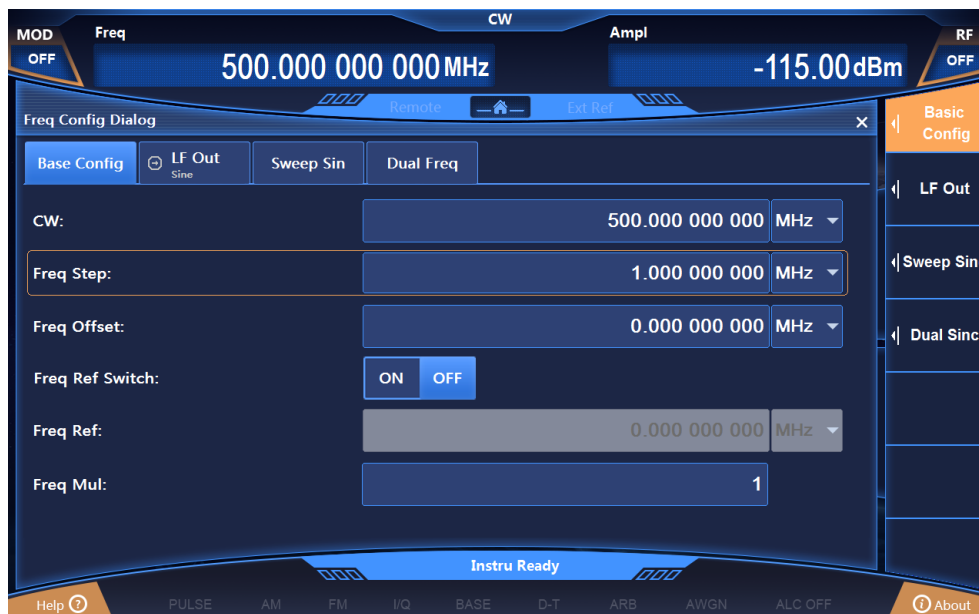 CW
MOD Freq Ampl RF
OFF 500.000 000 000 MHz -115.00 dBm OFF
Remote Ext Ref
Freq Config Dialog ×
Basic Config
Base Config LF Out Sine Sweep Sin Dual Freq
LF Out
CW: 500.000 000 000 MHz
Sweep Sin
Freq Step: 1.000 000 000 MHz
Freq Offset: 0.000 000 000 MHz
Dual Sinc
Freq Ref Switch: ON OFF
Freq Ref: 0.000 000 000 MHz
Freq Mul: 1
Instru Ready
Help ? PULSE AM FM I/Q BASE D-T ARB AWGN ALC OFF i About